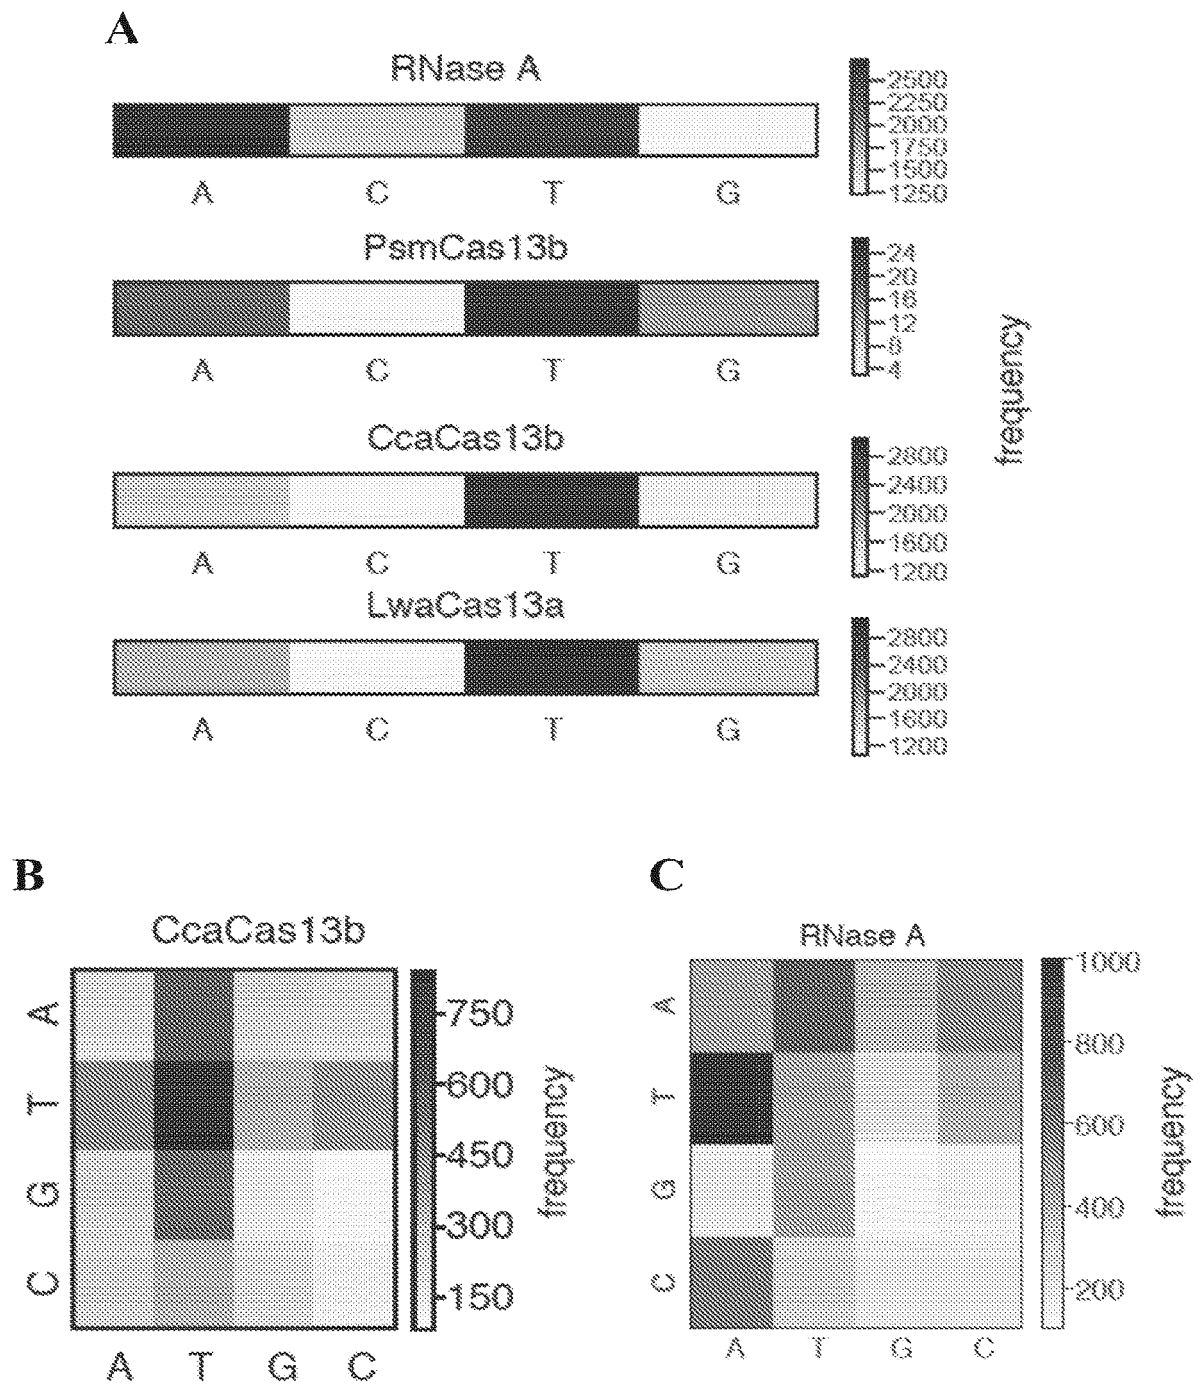 A
RNase A
2500
2250
2000
1750
1500
1250
A C T G
PsmCas13b
24
20
16
12
8
4
A C T G
frequency
CcaCas13b
2800
2400
2000
1600
1200
A C T G
LwaCas13a
2800
2400
2000
1600
1200
A C T G
B
CcaCas13b
A
T
G
C
A T G C
750
600
450
300
150
frequency
C
RNase A
A
T
G
C
A T G C
1000
800
600
400
200
frequency